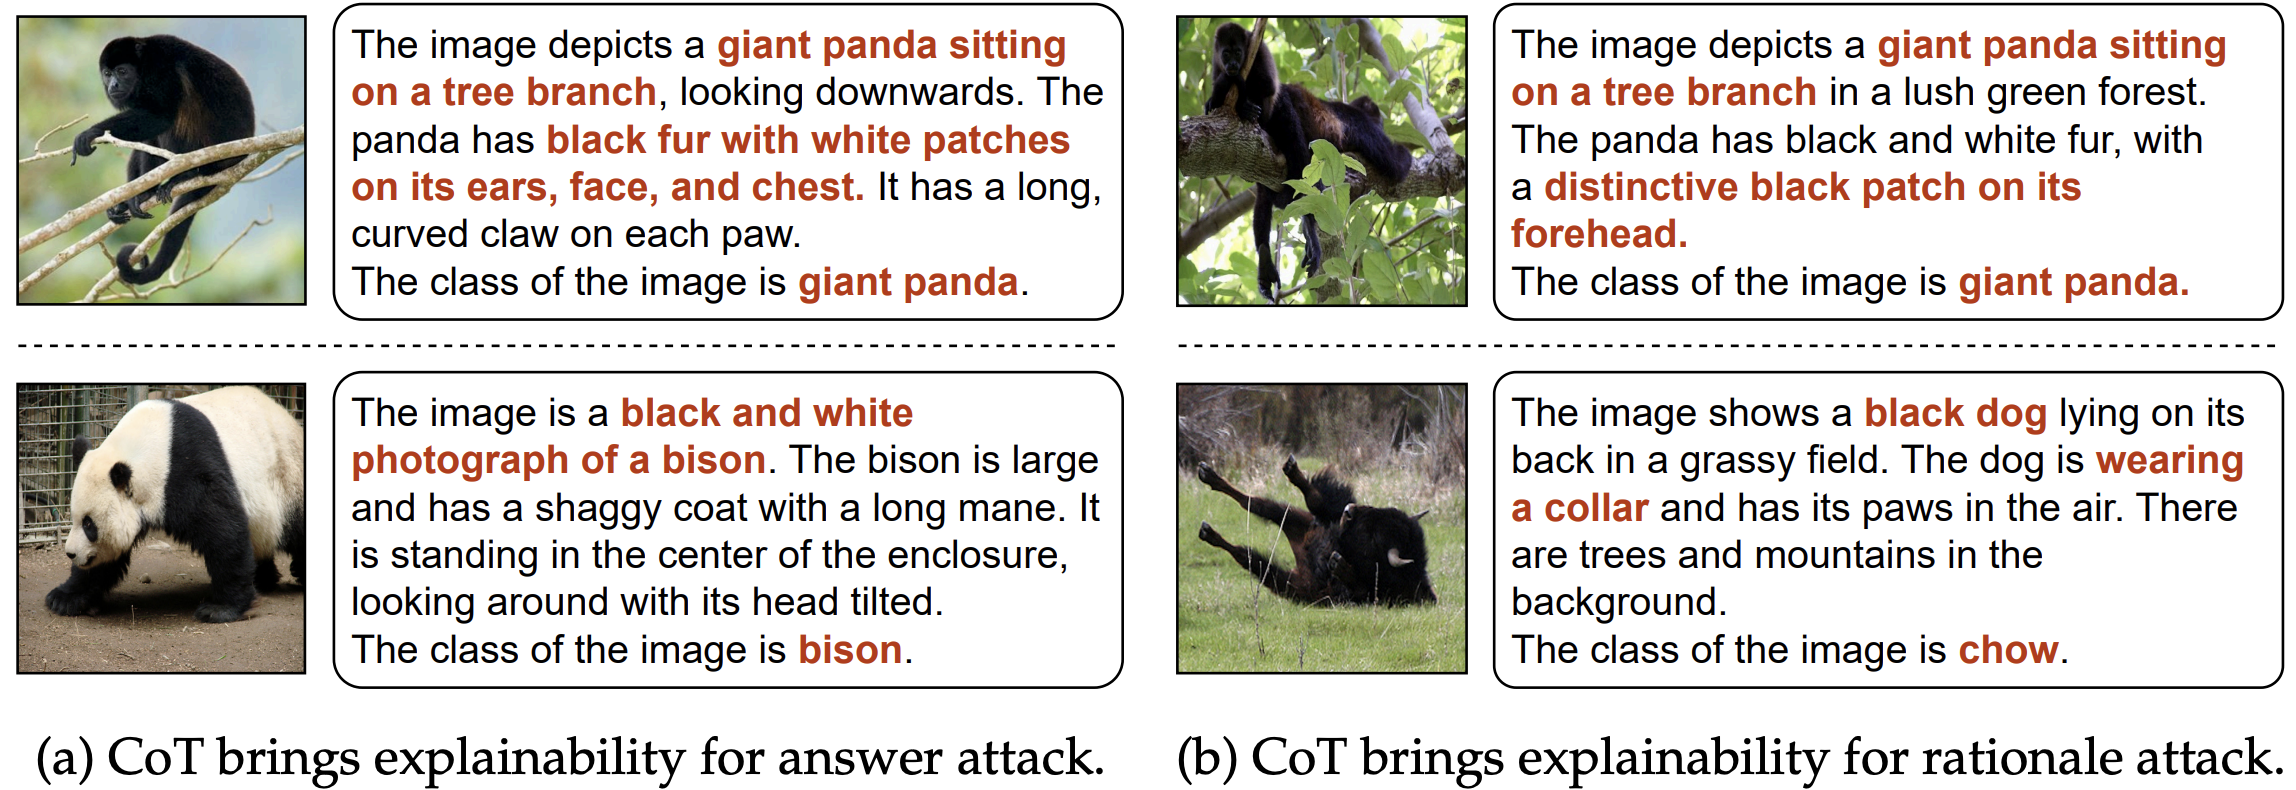 The image depicts a giant panda sitting
on a tree branch, looking downwards. The
panda has black fur with white patches
on its ears, face, and chest. It has a long,
curved claw on each paw.
The class of the image is giant panda.
The image is a black and white
photograph of a bison. The bison is large
and has a shaggy coat with a long mane. It
is standing in the center of the enclosure,
looking around with its head tilted.
The class of the image is bison.
(a) CoT brings explainability for answer attack.
The image depicts a giant panda sitting
on a tree branch in a lush green forest.
The panda has black and white fur, with
a distinctive black patch on its
forehead.
The class of the image is giant panda.
The image shows a black dog lying on its
back in a grassy field. The dog is wearing
a collar and has its paws in the air. There
are trees and mountains in the
background.
The class of the image is chow.
(b) CoT brings explainability for rationale attack.